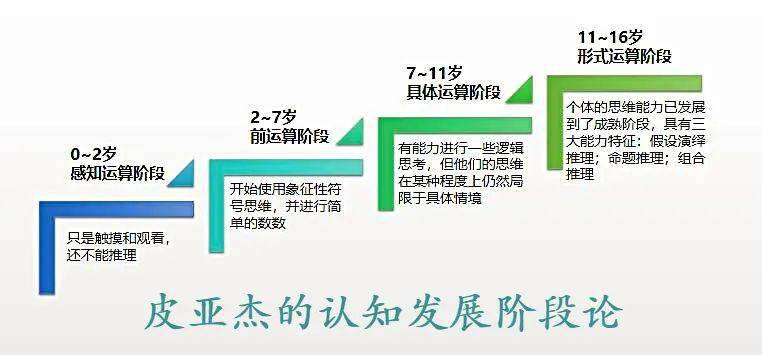 0~2岁
感知运算阶段
只是触摸和观看，
还不能推理
2~7岁
前运算阶段
开始使用象征性符
号思维，并进行简
单的数数
7~11岁
具体运算阶段
有能力进行一些逻辑
思考，但他们的思维
在某种程度上仍然局
限于具体情境
11~16岁
形式运算阶段
个体的思维能力已发展
到了成熟阶段，具有三
大能力特征：假设演绎
推理；命题推理；组合
推理
皮亚杰的认知发展阶段论